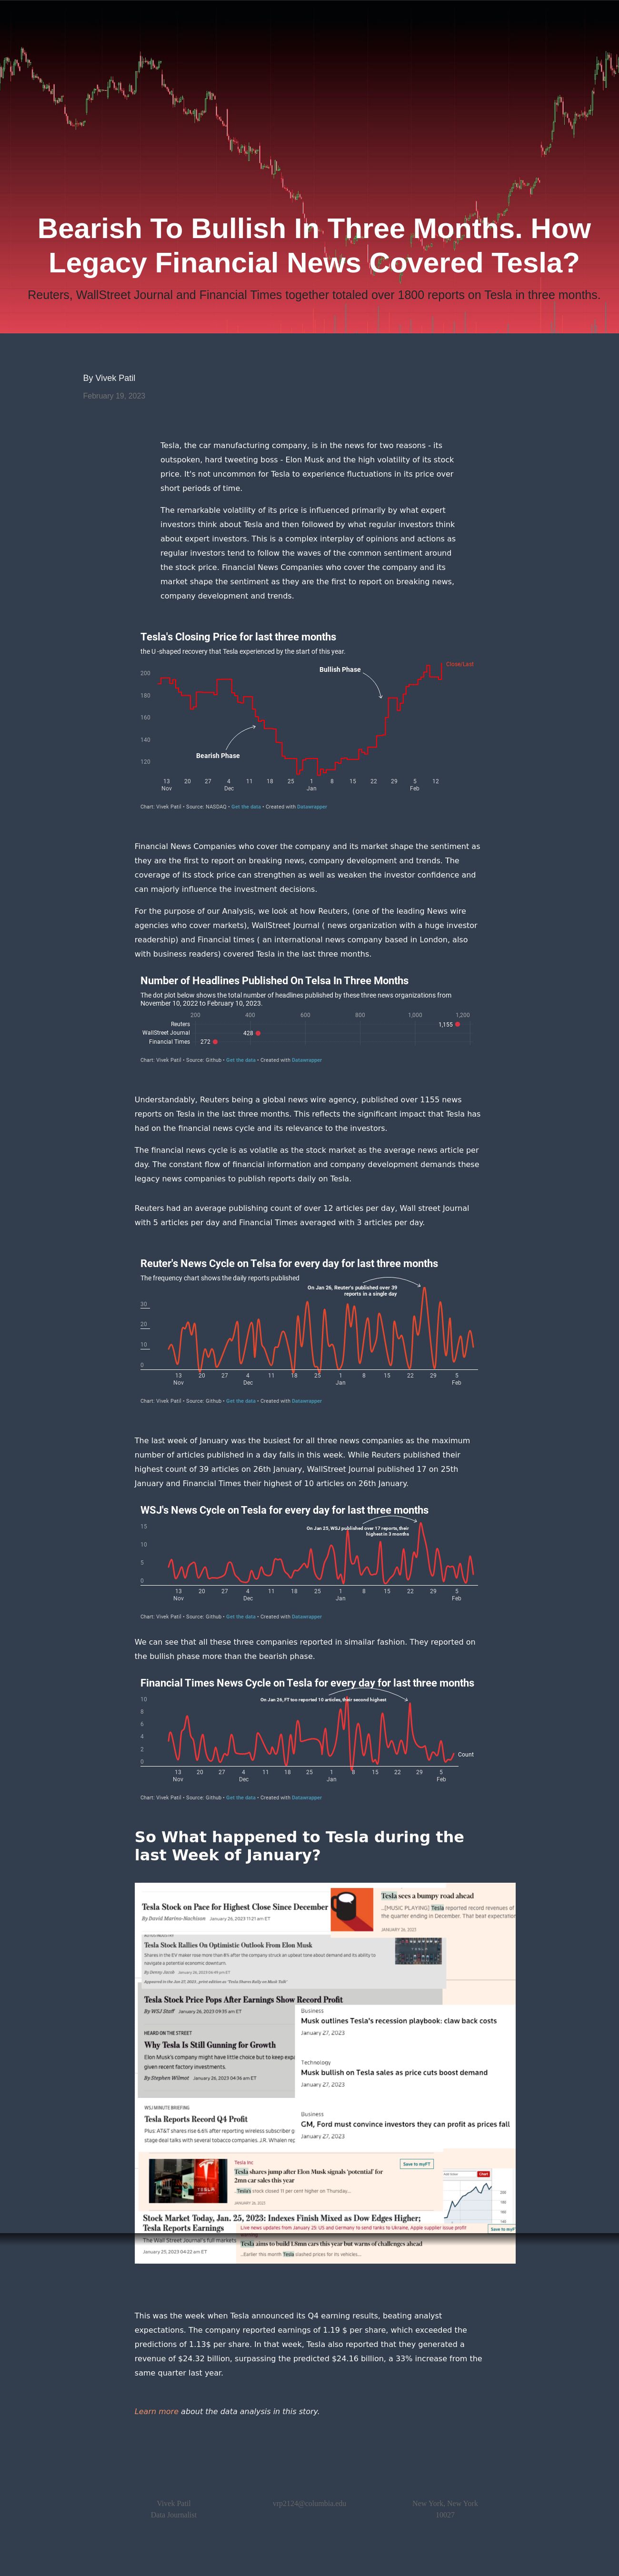 Bearish To Bullish In Three Months. How
Legacy Financial News Covered Tesla?
Reuters, WallStreet Journal and Financial Times together totaled over 1800 reports on Tesla in three months.
By Vivek Patil
February 19, 2023
Tesla, the car manufacturing company, is in the news for two reasons - its
outspoken, hard tweeting boss - Elon Musk and the high volatility of its stock
price. It's not uncommon for Tesla to experience fluctuations in its price over
short periods of time.
The remarkable volatility of its price is influenced primarily by what expert
investors think about Tesla and then followed by what regular investors think
about expert investors. This is a complex interplay of opinions and actions as
regular investors tend to follow the waves of the common sentiment around
the stock price. Financial News Companies who cover the company and its
market shape the sentiment as they are the first to report on breaking news,
company development and trends.
Tesla's Closing Price for last three months
the U -shaped recovery that Tesla experienced by the start of this year.
Bullish Phase
Close/Last
200
180
160
140
120
Bearish Phase
13 20 27 4 11 18 25 1 8 15 22 29 5 12
Nov Dec Jan Feb
Chart: Vivek Patil • Source: NASDAQ • Get the data • Created with Datawrapper
Financial News Companies who cover the company and its market shape the sentiment as
they are the first to report on breaking news, company development and trends. The
coverage of its stock price can strengthen as well as weaken the investor confidence and
can majorly influence the investment decisions.
For the purpose of our Analysis, we look at how Reuters, (one of the leading News wire
agencies who cover markets), WallStreet Journal ( news organization with a huge investor
readership) and Financial times ( an international news company based in London, also
with business readers) covered Tesla in the last three months.
Number of Headlines Published On Telsa In Three Months
The dot plot below shows the total number of headlines published by these three news organizations from
November 10, 2022 to February 10, 2023.
200 400 600 800 1,000 1,200
Reuters 1,155
WallStreet Journal 428
Financial Times 272
Chart: Vivek Patil • Source: Github • Get the data • Created with Datawrapper
Understandably, Reuters being a global news wire agency, published over 1155 news
reports on Tesla in the last three months. This reflects the significant impact that Tesla has
had on the financial news cycle and its relevance to the investors.
The financial news cycle is as volatile as the stock market as the average news article per
day. The constant flow of financial information and company development demands these
legacy news companies to publish reports daily on Tesla.
Reuters had an average publishing count of over 12 articles per day, Wall street Journal
with 5 articles per day and Financial Times averaged with 3 articles per day.
Reuter's News Cycle on Telsa for every day for last three months
The frequency chart shows the daily reports published
On Jan 26, Reuter's published over 39
reports in a single day
30
20
10
0
13 20 27 4 11 18 25 1 8 15 22 29 5
Nov Dec Jan Feb
Chart: Vivek Patil • Source: Github • Get the data • Created with Datawrapper
The last week of January was the busiest for all three news companies as the maximum
number of articles published in a day falls in this week. While Reuters published their
highest count of 39 articles on 26th January, WallStreet Journal published 17 on 25th
January and Financial Times their highest of 10 articles on 26th January.
WSJ's News Cycle on Tesla for every day for last three months
On Jan 25, WSJ published over 17 reports, their
highest in 3 months
15
10
5
0
13 20 27 4 11 18 25 1 8 15 22 29 5
Nov Dec Jan Feb
Chart: Vivek Patil • Source: Github • Get the data • Created with Datawrapper
We can see that all these three companies reported in simailar fashion. They reported on
the bullish phase more than the bearish phase.
Financial Times News Cycle on Tesla for every day for last three months
On Jan 26, FT too reported 10 articles, their second highest
10
8
6
4
2
0
Count
13 20 27 4 11 18 25 1 8 15 22 29 5
Nov Dec Jan Feb
Chart: Vivek Patil • Source: Github • Get the data • Created with Datawrapper
So What happened to Tesla during the
last Week of January?
Tesla Stock on Pace for Highest Close Since December
By David Marino-Nachison January 26, 2023 11:21 am ET
Tesla sees a bumpy road ahead
...[MUSIC PLAYING] Tesla reported record revenues of
the quarter ending in December. That beat expectation
JANUARY 26, 2023
Tesla Stock Rallies On Optimistic Outlook From Elon Musk
Shares in the EV maker rose more than 8% after the company struck an upbeat tone about demand and its ability to
navigate a potential economic downturn.
Tesla Stock Price Pops After Earnings Show Record Profit
By WSJ Staff January 26, 2023 04:35 am ET
HEARD ON THE STREET
Why Tesla Is Still Gunning for Growth
Elon Musk's company might have little choice but to keep expa
given recent factory investments.
By Stephen Wilmot January 26, 2023 04:36 am ET
Business
Musk outlines Tesla's recession playbook: claw back costs
January 27, 2023
Technology
Musk bullish on Tesla sales as price cuts boost demand
January 27, 2023
Business
GM, Ford must convince investors they can profit as prices fall
January 27, 2023
WSJ MINUTE BRIEFING
Tesla Reports Record Q4 Profit
Plus: AT&T shares rise 6.6% after reporting wireless subscriber g
stage deal talks with several tobacco companies. J.R. Whalen rep
Tesla Inc
Tesla shares jump after Elon Musk signals 'potential' for
2mn car sales this year
...Tesla's stock closed 11 per cent higher on Thursday...
JANUARY 26, 2023
Save to myFT
Chart
200
180
160
140
Stock Market Today, Jan. 25, 2023: Indexes Finish Mixed as Dow Edges Higher;
Tesla Reports Earnings
The Wall Street Journal's full markets
January 25, 2023 04:22 am ET
Live news updates from January 25: US and Germany to send tanks to Ukraine, Apple supplier issue profit
Save to myF
Tesla aims to build 1.8mn cars this year but warns of challenges ahead
...Earlier this month Tesla slashed prices for its vehicles...
This was the week when Tesla announced its Q4 earning results, beating analyst
expectations. The company reported earnings of 1.19 $ per share, which exceeded the
predictions of 1.13$ per share. In that week, Tesla also reported that they generated a
revenue of $24.32 billion, surpassing the predicted $24.16 billion, a 33% increase from the
same quarter last year.
Learn more about the data analysis in this story.
Vivek Patil
Data Journalist
vrp2124@columbia.edu
New York, New York
10027